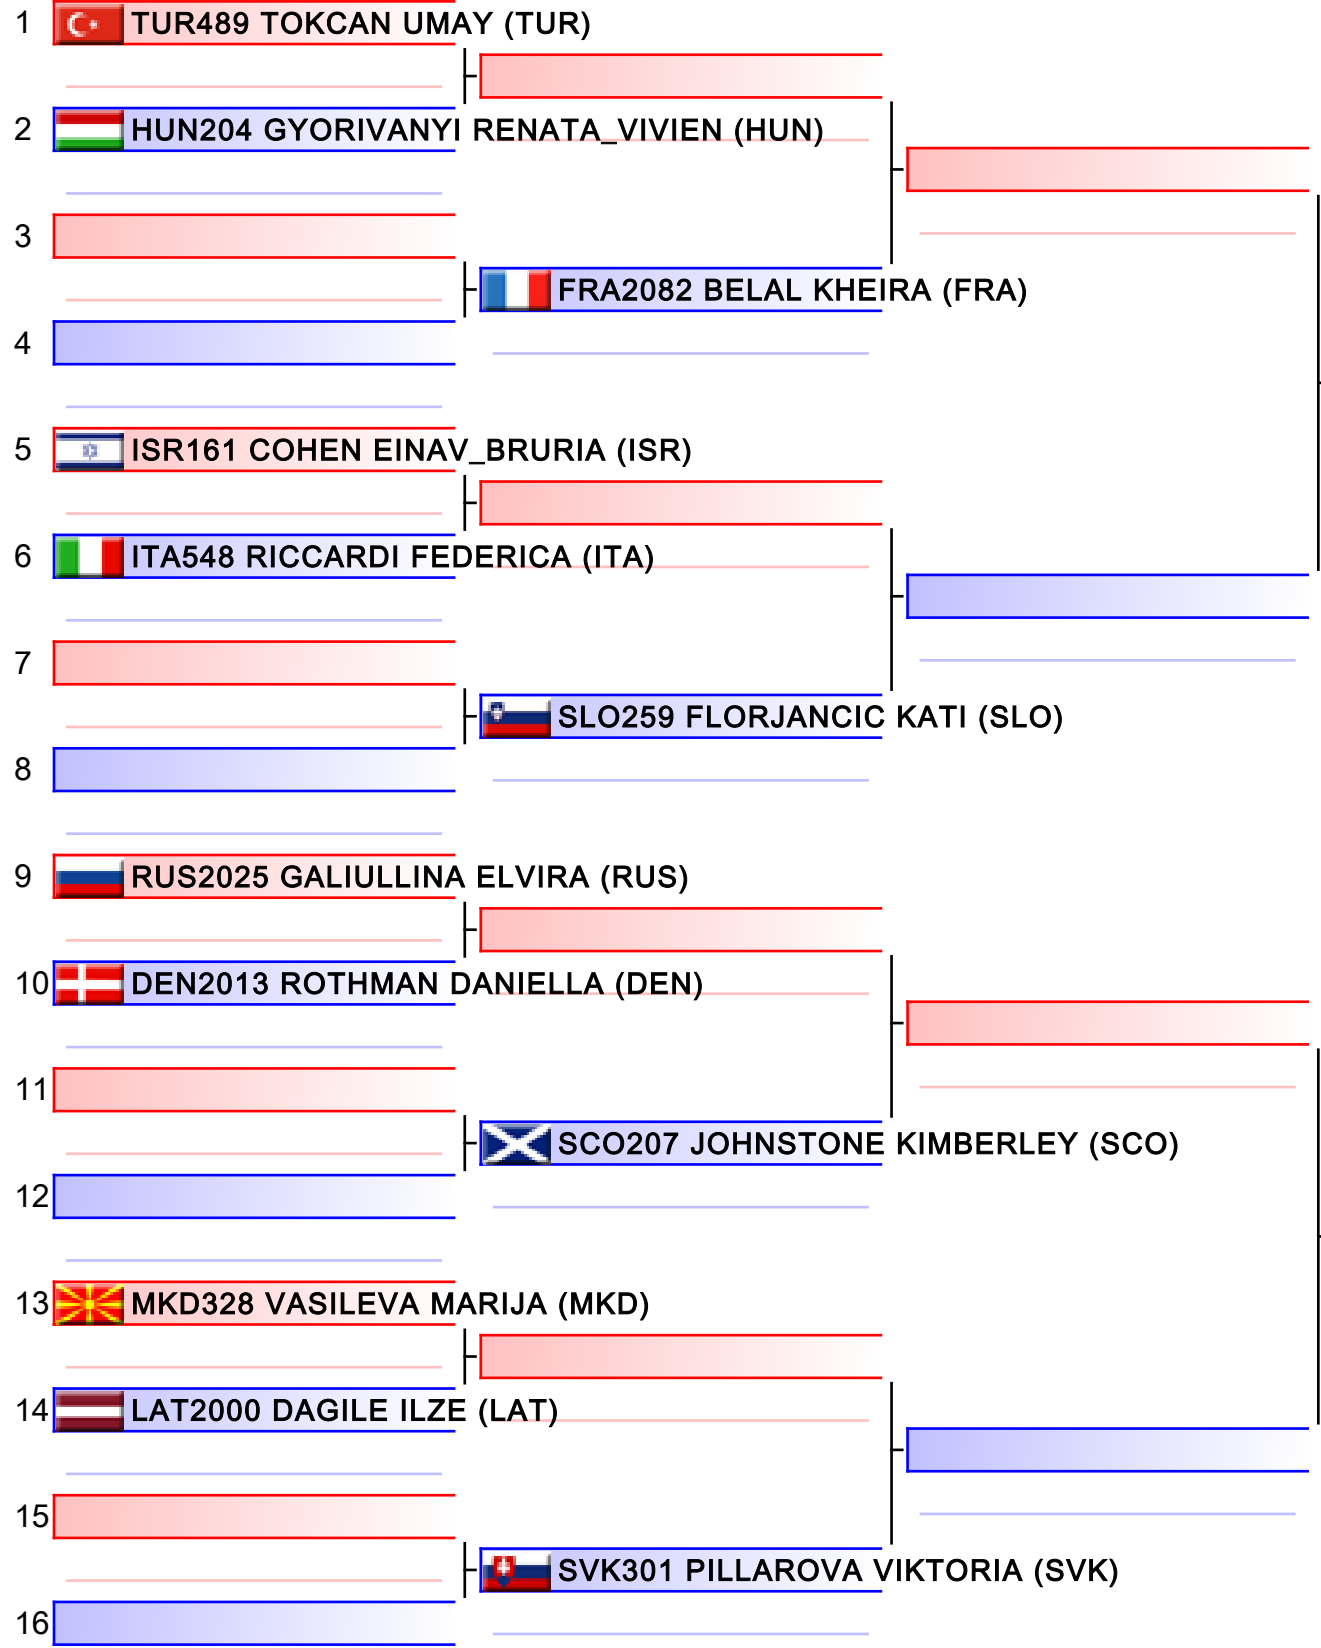 1 TUR489 TOKCAN UMAY (TUR)
2 HUN204 GYORIVANYI RENATA_VIVIEN (HUN)
3
FRA2082 BELAL KHEIRA (FRA)
4
5 ISR161 COHEN EINAV_BRURIA (ISR)
6 ITA548 RICCARDI FEDERICA (ITA)
7
SLO259 FLORJANCIC KATI (SLO)
8
9 RUS2025 GALIULLINA ELVIRA (RUS)
10 DEN2013 ROTHMAN DANIELLA (DEN)
11
SCO207 JOHNSTONE KIMBERLEY (SCO)
12
13 MKD328 VASILEVA MARIJA (MKD)
14 LAT2000 DAGILE ILZE (LAT)
15
SVK301 PILLAROVA VIKTORIA (SVK)
16